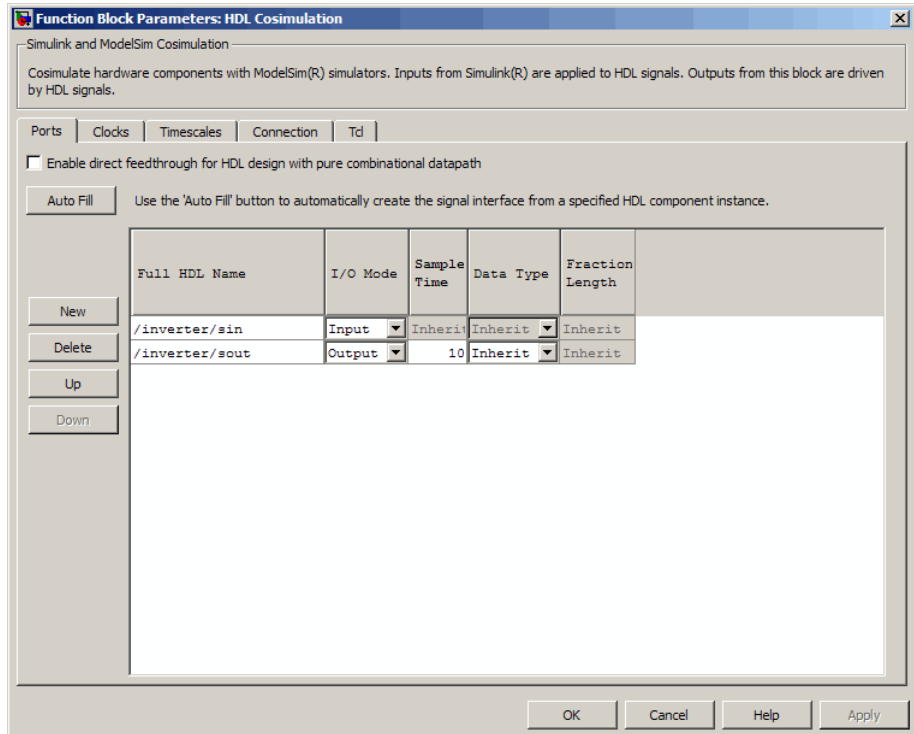 Function Block Parameters: HDL Cosimulation
Simulink and ModelSim Cosimulation
Cosimulate hardware components with ModelSim(R) simulators. Inputs from Simulink(R) are applied to HDL signals. Outputs from this block are driven
by HDL signals.
Ports Clocks Timescales Connection Tcl
Enable direct feedthrough for HDL design with pure combinational datapath
Auto Fill Use the 'Auto Fill' button to automatically create the signal interface from a specified HDL component instance.
Full HDL Name I/O Mode Sample Time Data Type Fraction Length
New
/inverter/sin Input Inherit Inherit Inherit
Delete
/inverter/sout Output 10 Inherit Inherit
Up
Down
OK Cancel Help Apply